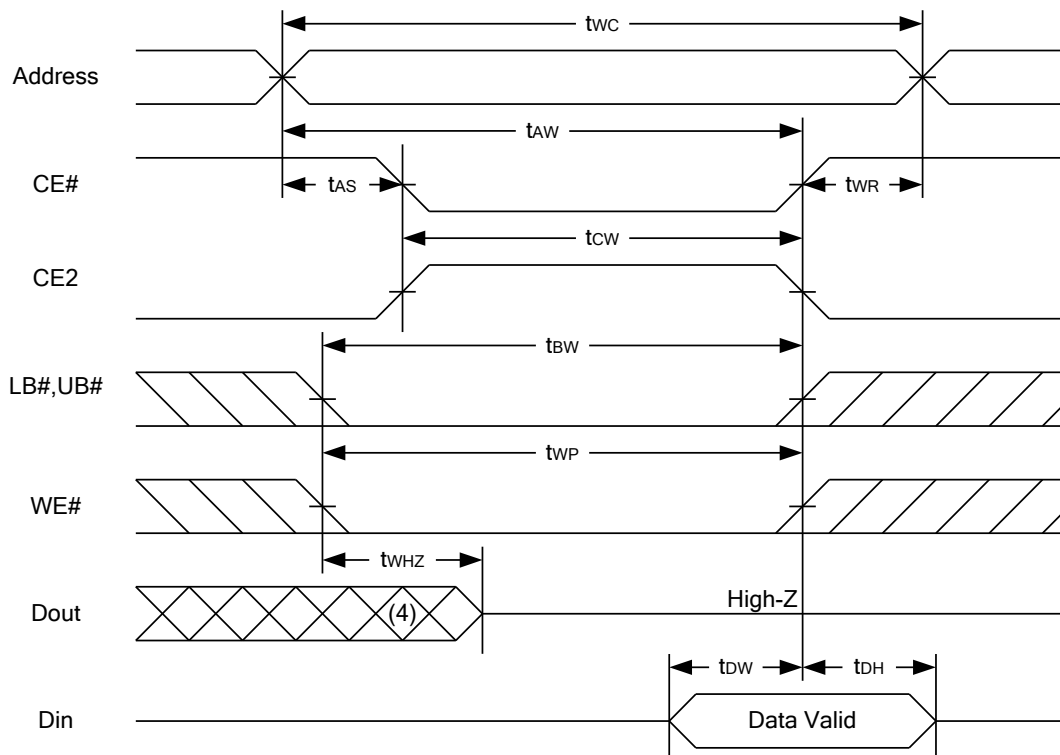 tWC
Address
tAW
CE#
tAS
tWR
tCW
CE2
tBW
LB#,UB#
tWP
WE#
tWHZ
Dout
(4)
High-Z
tDW
tDH
Din
Data Valid